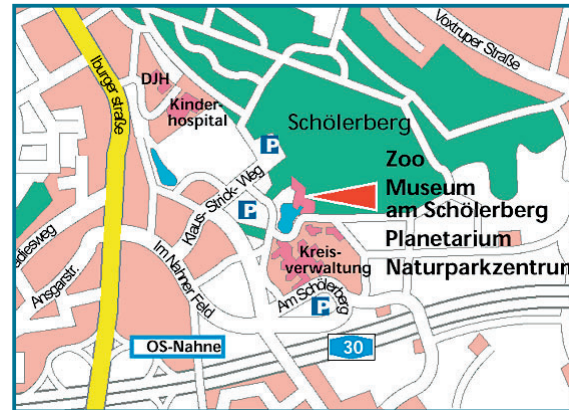 Voxtruper Straße
Iburger straße
DJH
Kinder-
hospital
P
Schölerberg
Zoo
Museum
am Schölerberg
Planetarium
Naturparkzentrum
Klaus- Strick- Weg
P
Kreis-
verwaltung
Ansgarstr.
Im Nahner Feld
Am Schölerberg
P
OS-Nahne
30